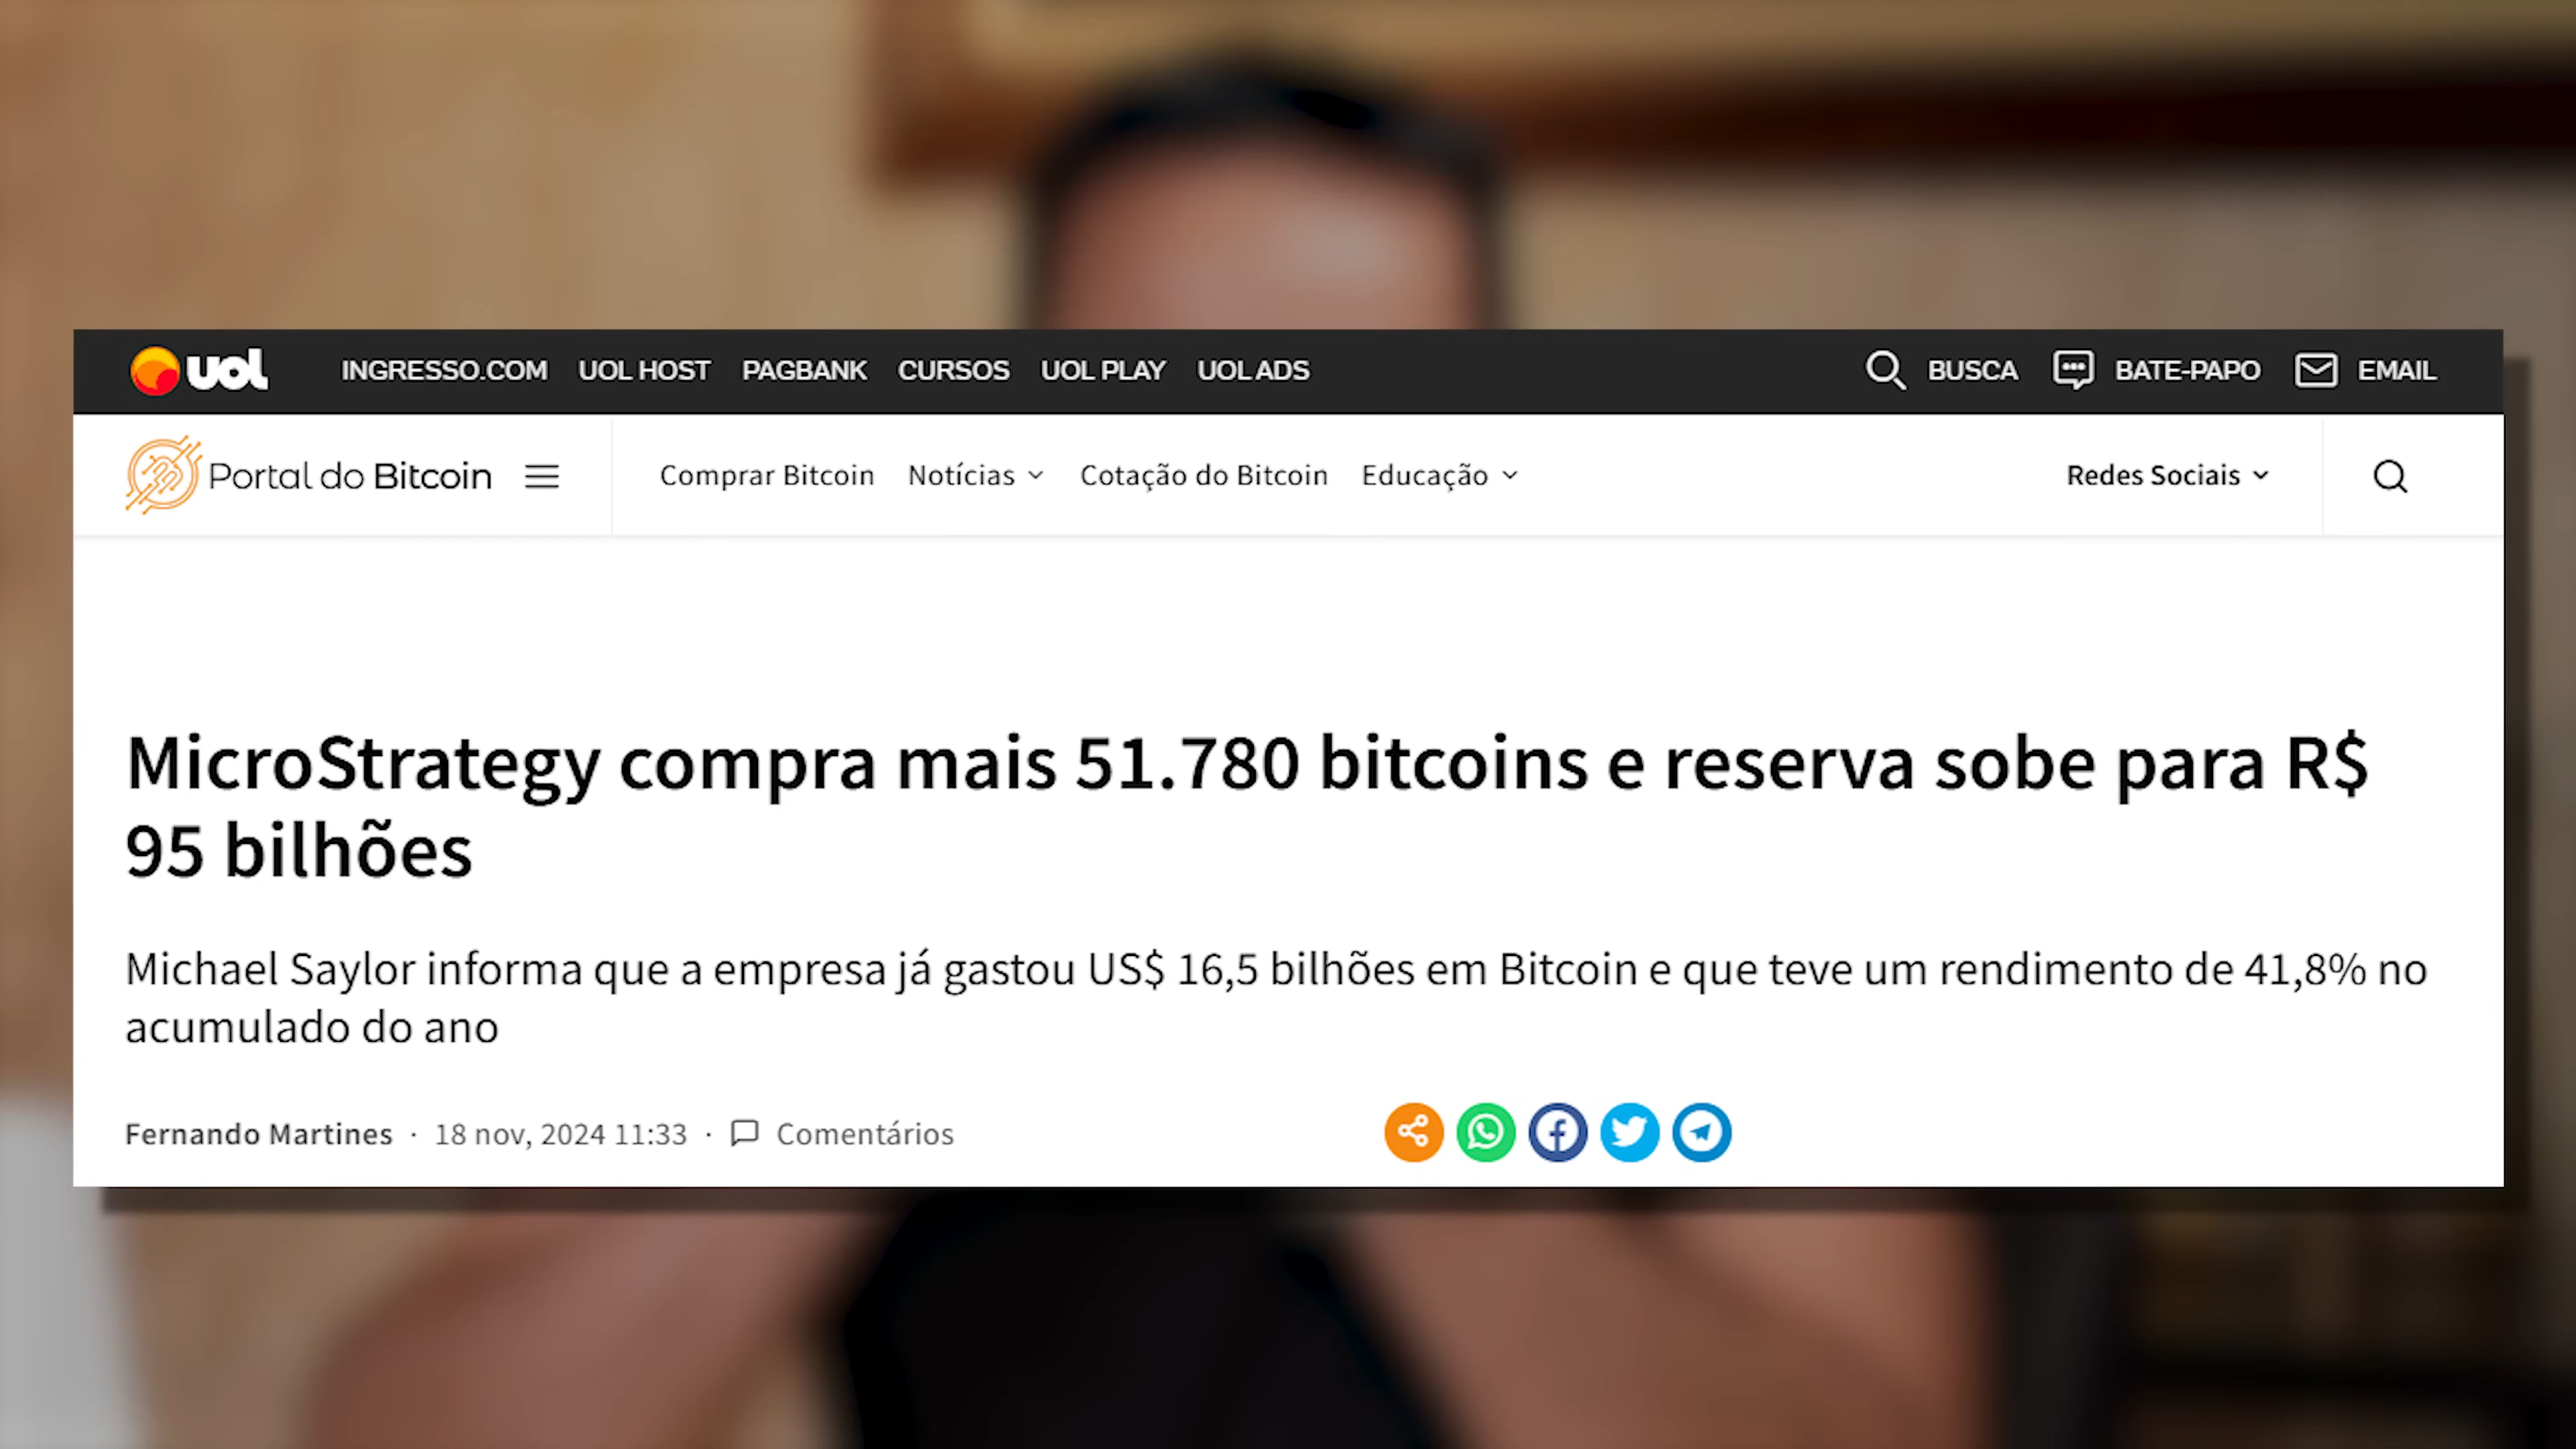 uol INGRESSO.COM UOL HOST PAGBANK CURSOS UOL PLAY UOL ADS BUSCA BATE-PAPO EMAIL
Portal do Bitcoin Comprar Bitcoin Notícias Cotação do Bitcoin Educação Redes Sociais
MicroStrategy compra mais 51.780 bitcoins e reserva sobe para R$
95 bilhões
Michael Saylor informa que a empresa já gastou US$ 16,5 bilhões em Bitcoin e que teve um rendimento de 41,8% no
acumulado do ano
Fernando Martines · 18 nov, 2024 11:33 · Comentários